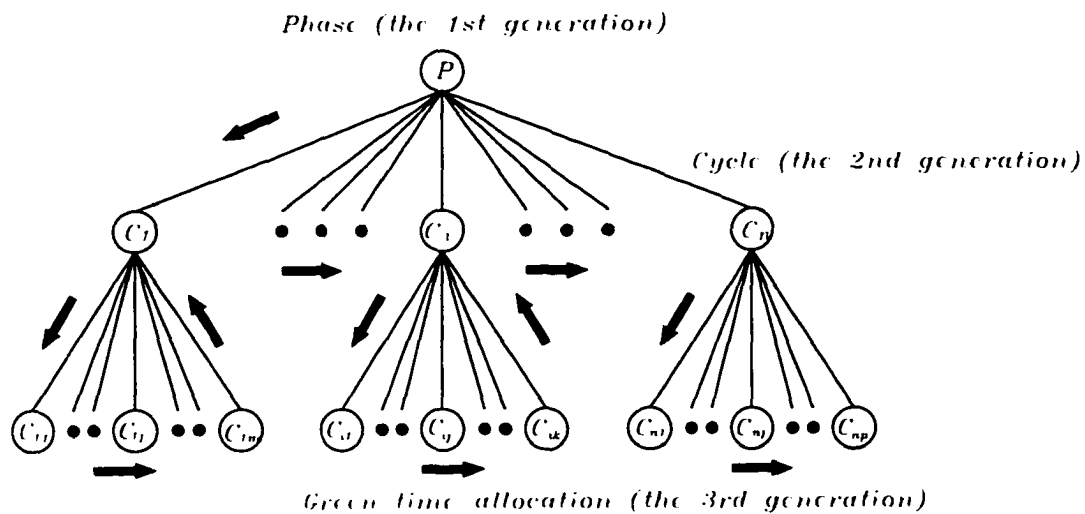 Phase (the 1st generation)
P
Cycle (the 2nd generation)
C1 Ci Cn
C11 C1j C1m Ci1 Cij Cik Cn1 Cnj Cnp
Green time allocation (the 3rd generation)